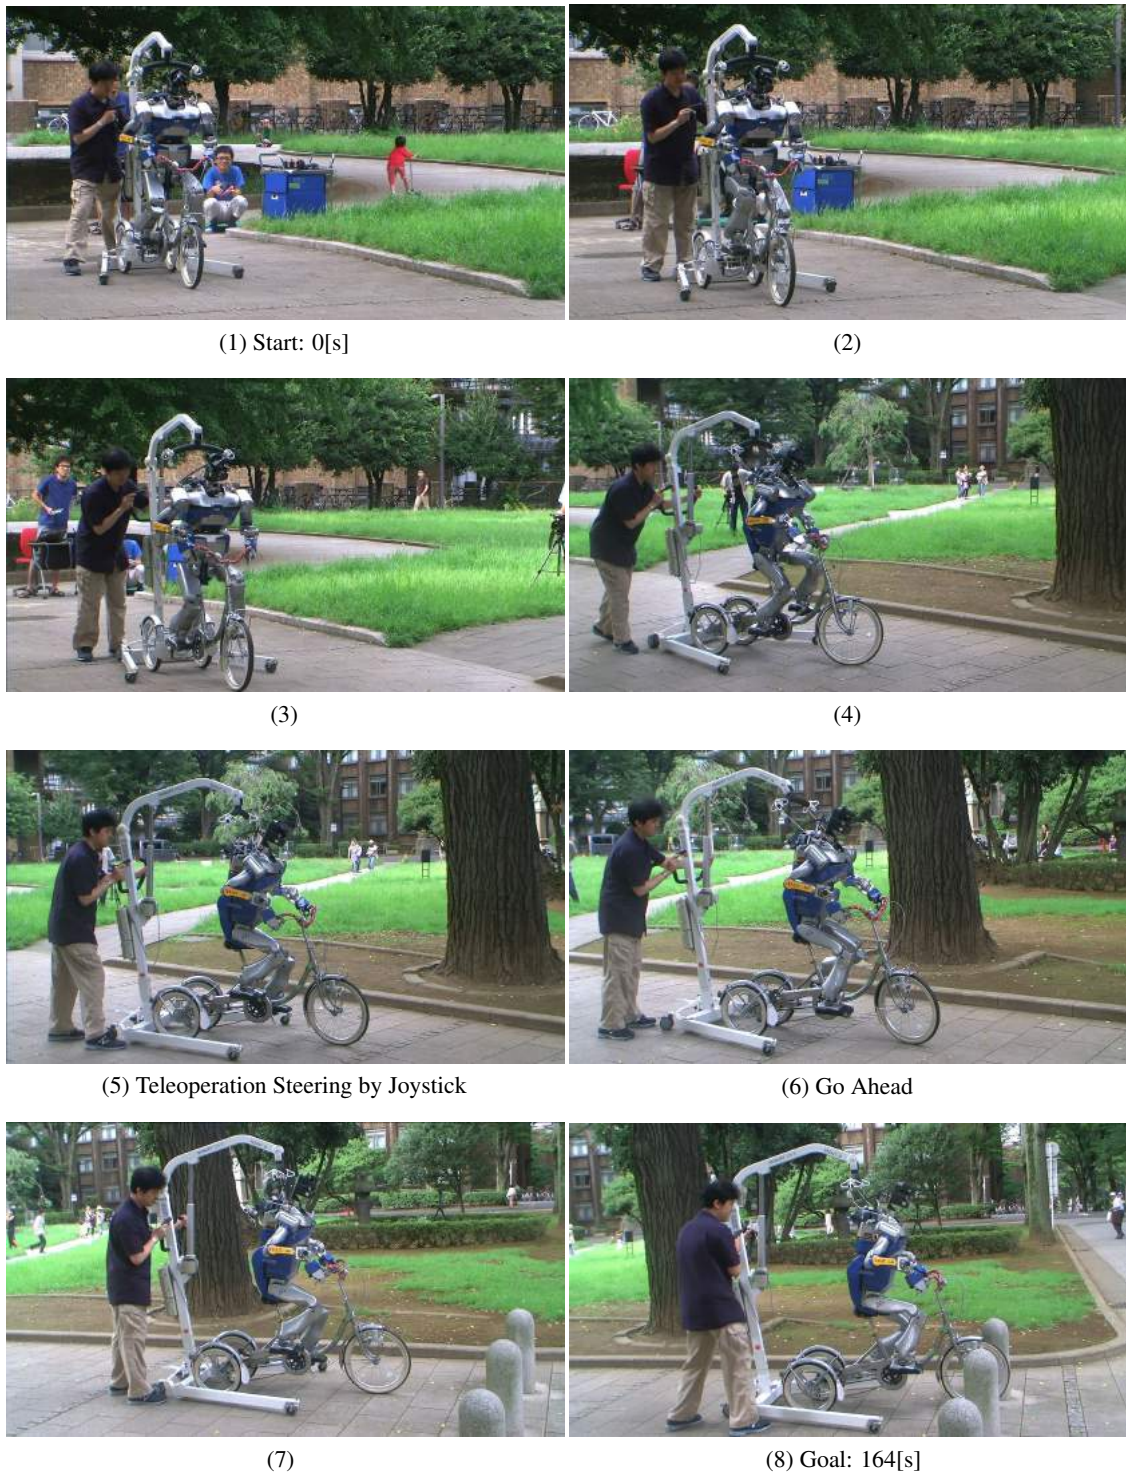 (1) Start: 0[s]
(2)
(3)
(4)
(5) Teleoperation Steering by Joystick
(6) Go Ahead
(7)
(8) Goal: 164[s]